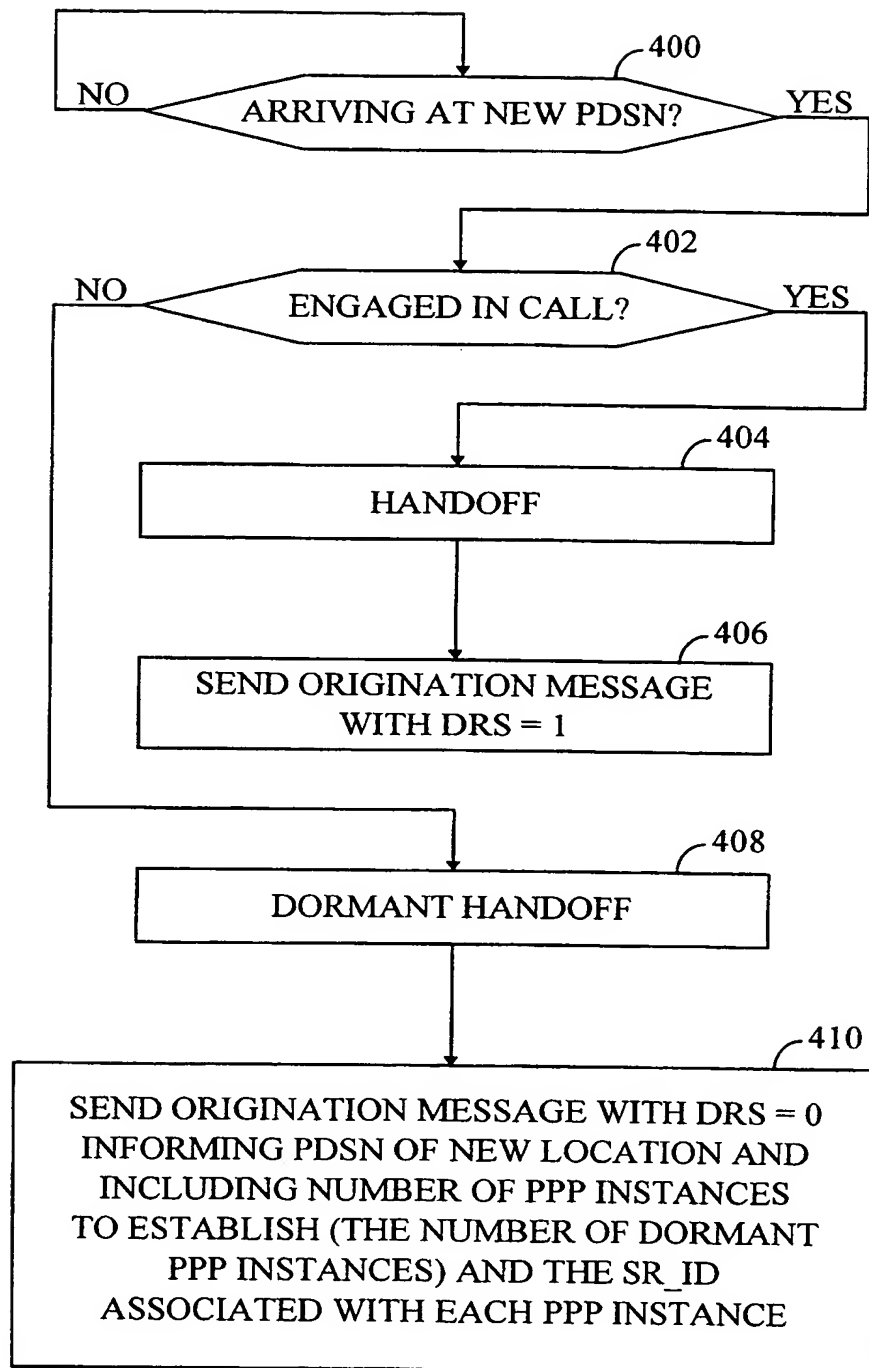 400
NO
ARRIVING AT NEW PDSN?
YES
402
NO
ENGAGED IN CALL?
YES
404
HANDOFF
406
SEND ORIGINATION MESSAGE
WITH DRS = 1
408
DORMANT HANDOFF
410
SEND ORIGINATION MESSAGE WITH DRS = 0
INFORMING PDSN OF NEW LOCATION AND
INCLUDING NUMBER OF PPP INSTANCES
TO ESTABLISH (THE NUMBER OF DORMANT
PPP INSTANCES) AND THE SR_ID
ASSOCIATED WITH EACH PPP INSTANCE